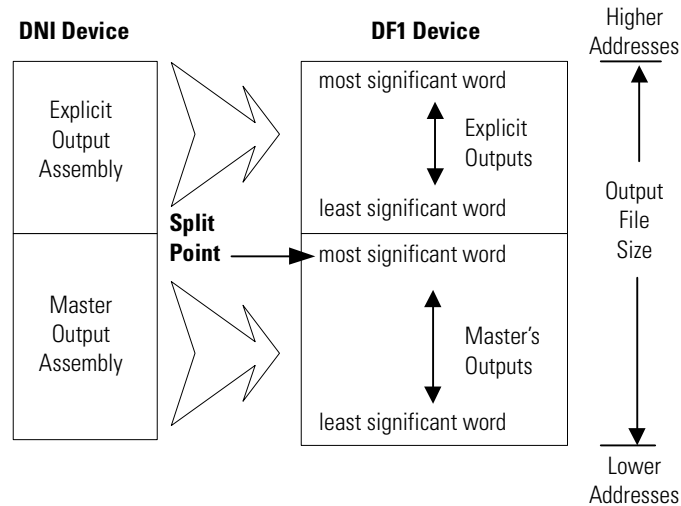 DNI Device
DF1 Device
Higher
Addresses
Explicit
Output
Assembly
most significant word
Explicit
Outputs
least significant word
Split
Point
most significant word
Output
File
Size
Master
Output
Assembly
Master's
Outputs
least significant word
Lower
Addresses